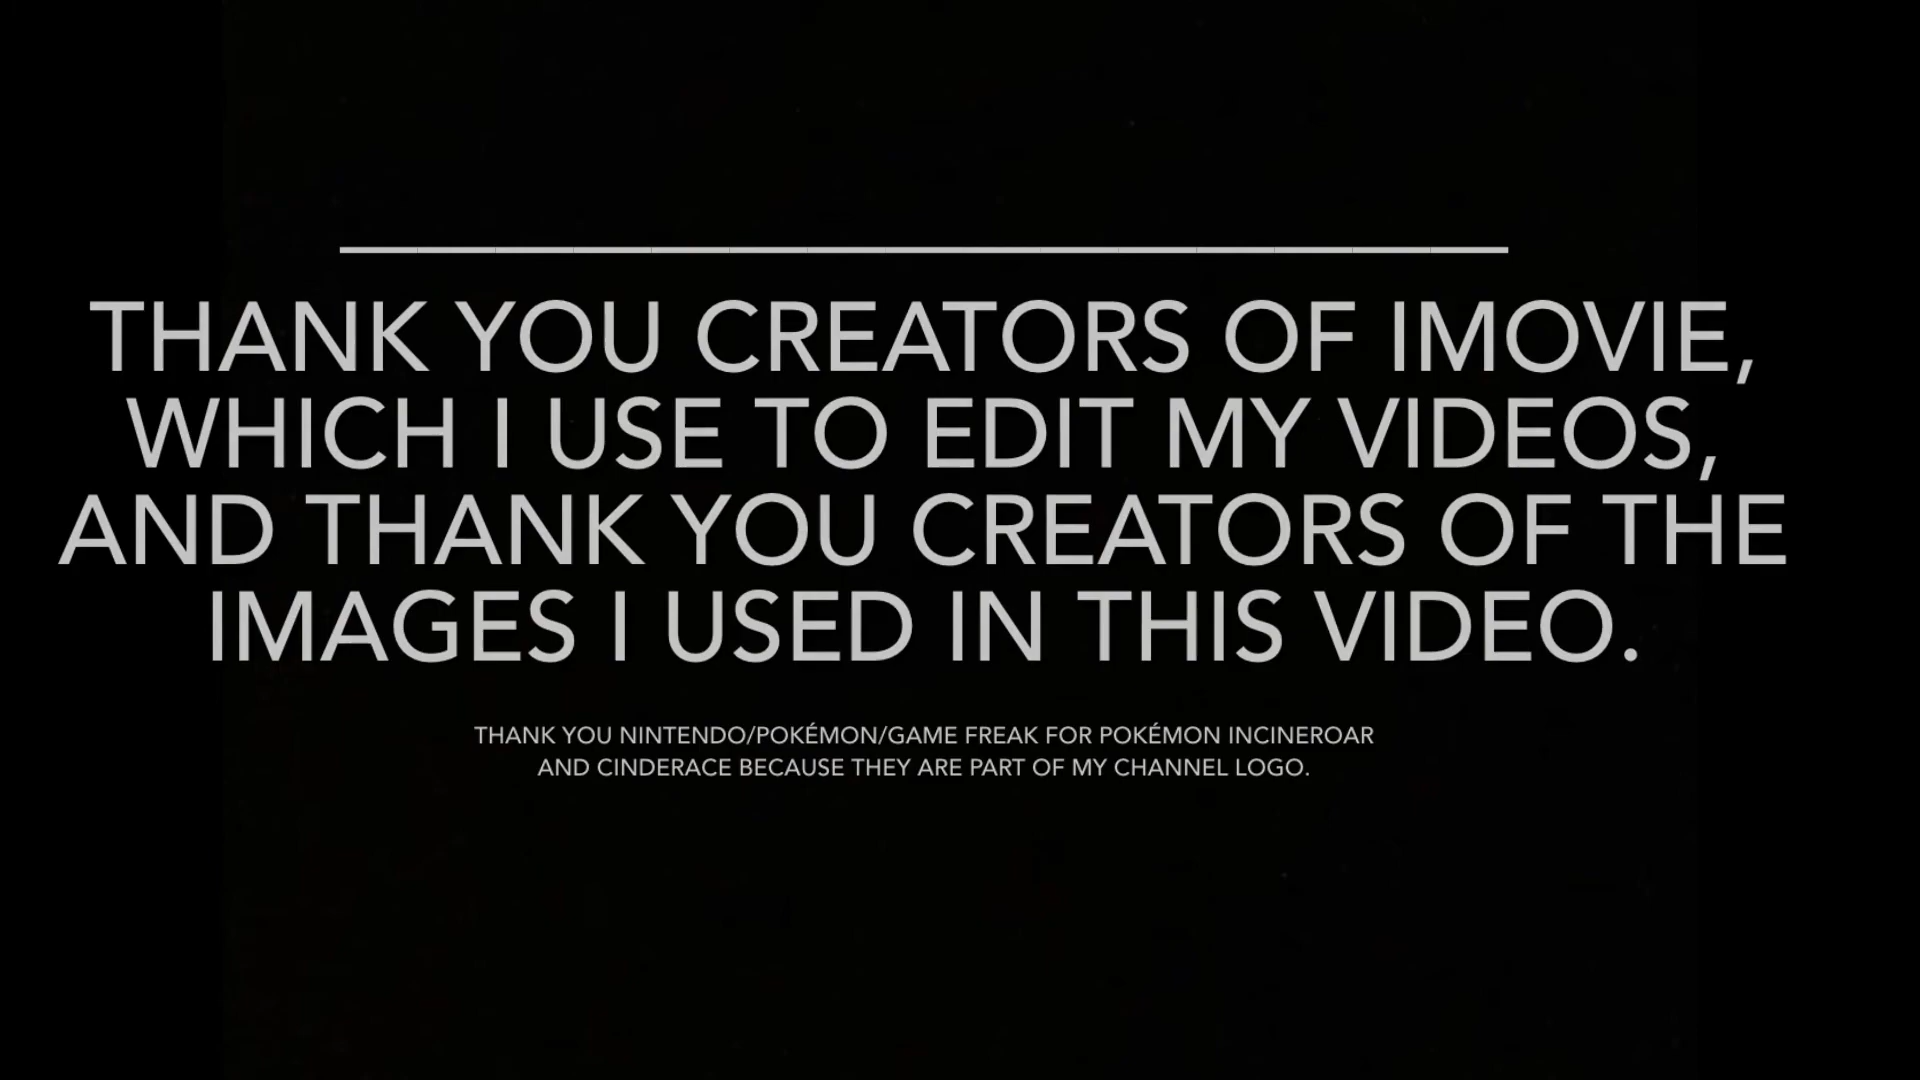 THANK YOU CREATORS OF IMOVIE,
WHICH I USE TO EDIT MY VIDEOS,
AND THANK YOU CREATORS OF THE
IMAGES I USED IN THIS VIDEO.
THANK YOU NINTENDO/POKÉMON/GAME FREAK FOR POKÉMON INCINEROAR
AND CINDERACE BECAUSE THEY ARE PART OF MY CHANNEL LOGO.